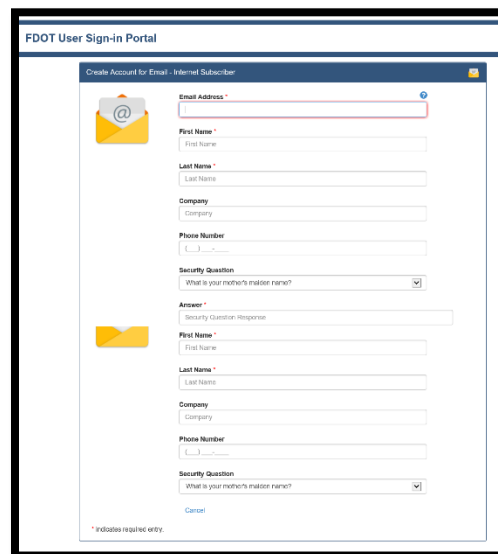 FDOT User Sign-in Portal
Create Account for Email - Internet Subscriber
@
Email Address *
?
First Name *
First Name
Last Name *
Last Name
Company
Company
Phone Number
(___) ___-____
Security Question
What is your mother's maiden name?
Answer *
Security Question Response
First Name *
First Name
Last Name *
Last Name
Company
Company
Phone Number
(___) ___-____
Security Question
What is your mother's maiden name?
Cancel
* Indicates required entry.